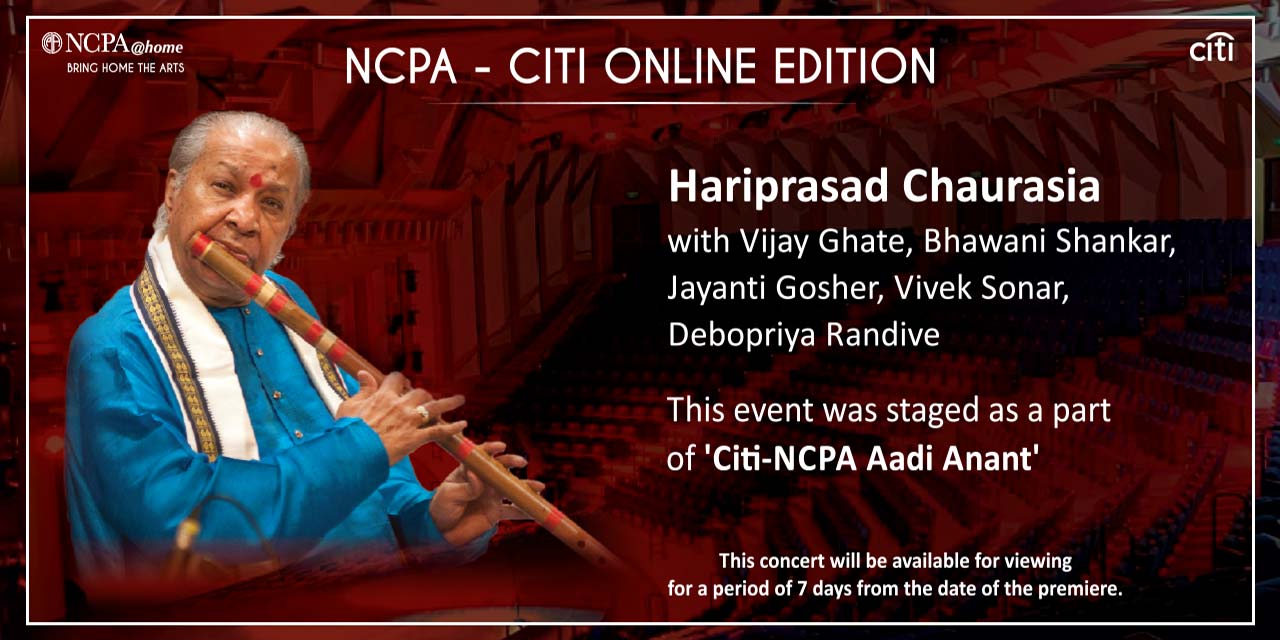 NCPA@home
BRING HOME THE ARTS
NCPA - CITI ONLINE EDITION
citi
Hariprasad Chaurasia
with Vijay Ghate, Bhawani Shankar,
Jayanti Gosher, Vivek Sonar,
Debopriya Randive
This event was staged as a part
of 'Citi-NCPA Aadi Anant'
This concert will be available for viewing
for a period of 7 days from the date of the premiere.